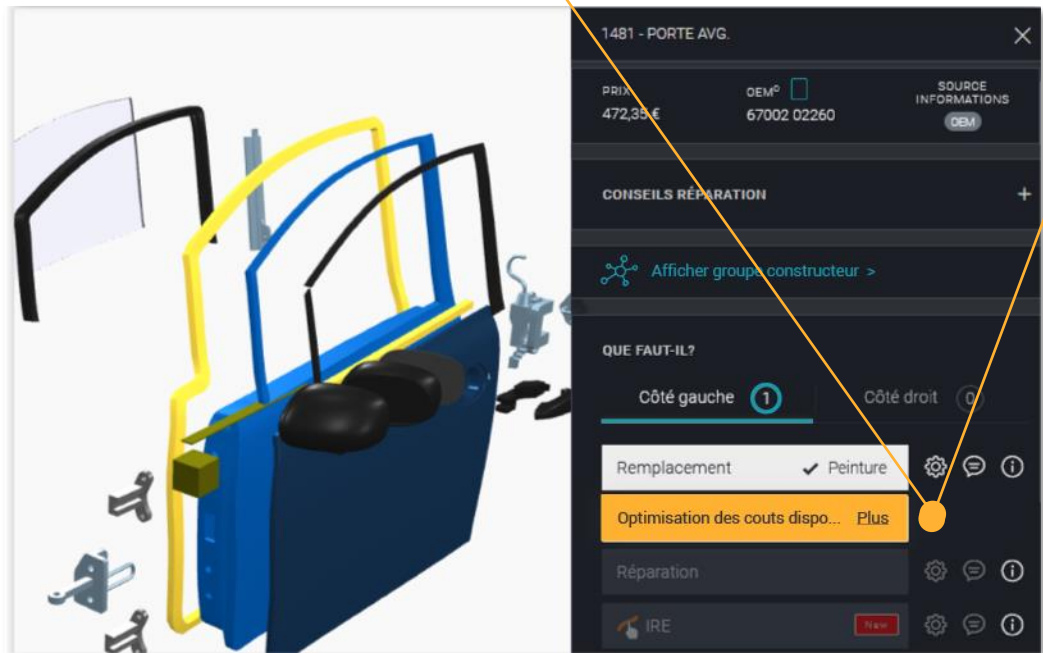 1481 - PORTE AVG.
PRIX OEM° SOURCE INFORMATIONS
472,35 € 67002 02260 OEM
CONSEILS RÉPARATION +
Afficher groupe constructeur >
QUE FAUT-IL?
Côté gauche 1 Côté droit 0
Remplacement ✓ Peinture
Optimisation des couts dispo... Plus
Réparation
IRE New